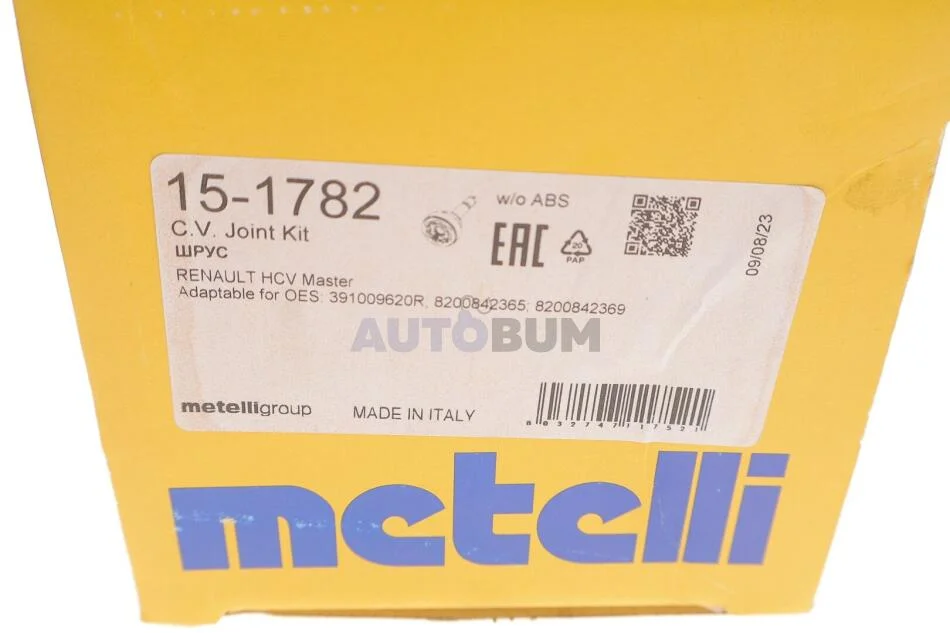 15-1782
w/o ABS
C.V. Joint Kit
ШРУС
EAC
20
PAP
09/08/23
RENAULT HCV Master
Adaptable for OES: 391009620R; 8200842365; 8200842369
AUTOBUM
metelligroup
MADE IN ITALY
8032747117521
metelli